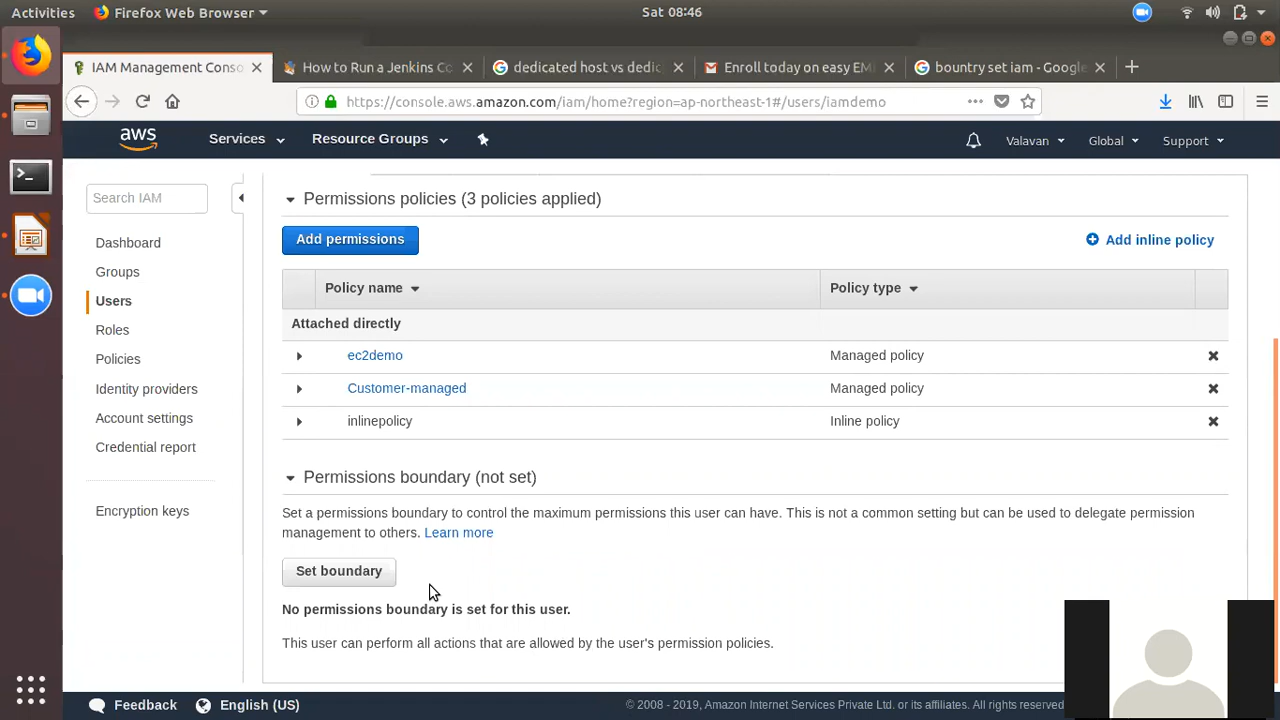 Activities
Firefox Web Browser
Sat 08:46
IAM Management Conso
How to Run a Jenkins Co
dedicated host vs dedic
Enroll today on easy EMI
bountry set iam - Google
https://console.aws.amazon.com/iam/home?region=ap-northeast-1#/users/iamdemo
aws
Services
Resource Groups
Valavan
Global
Support
Search IAM
Dashboard
Groups
Users
Roles
Policies
Identity providers
Account settings
Credential report
Encryption keys
Permissions policies (3 policies applied)
Add permissions
Add inline policy
Policy name
Policy type
Attached directly
ec2demo
Managed policy
Customer-managed
Managed policy
inlinepolicy
Inline policy
Permissions boundary (not set)
Set a permissions boundary to control the maximum permissions this user can have. This is not a common setting but can be used to delegate permission
management to others. Learn more
Set boundary
No permissions boundary is set for this user.
This user can perform all actions that are allowed by the user's permission policies.
Feedback
English (US)
© 2008 - 2019, Amazon Internet Services Private Ltd. or its affiliates. All rights reserved